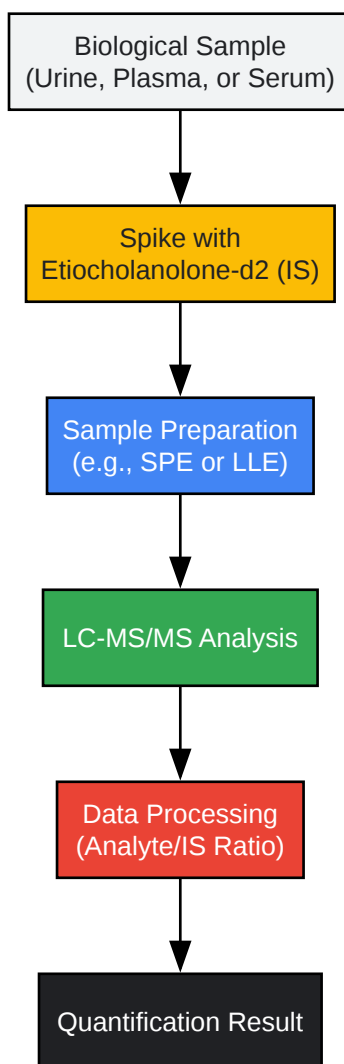 Biological Sample
(Urine, Plasma, or Serum)
Spike with
Etiocholanolone-d2 (IS)
Sample Preparation
(e.g., SPE or LLE)
LC-MS/MS Analysis
Data Processing
(Analyte/IS Ratio)
Quantification Result